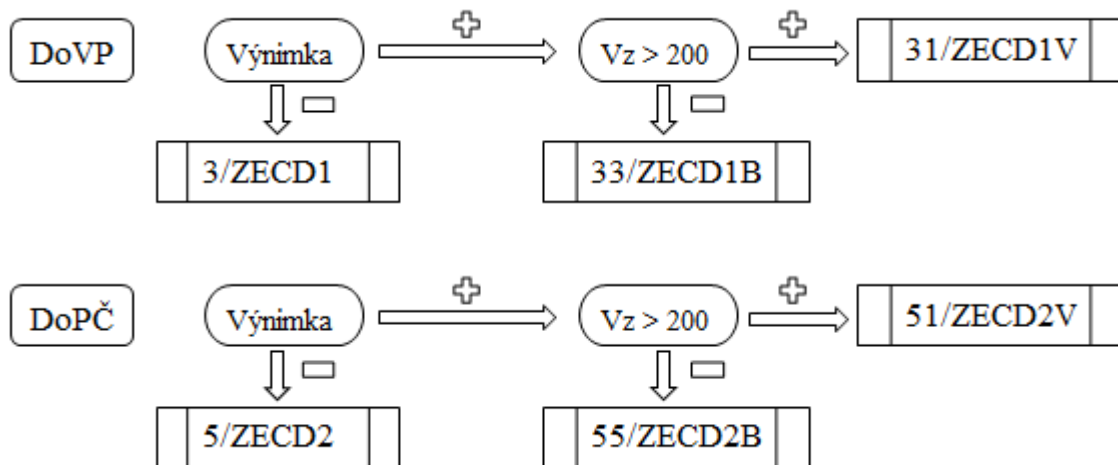 DoVP
Výnimka
Vz > 200
31/ZECD1V
3/ZECD1
33/ZECD1B
DoPČ
Výnimka
Vz > 200
51/ZECD2V
5/ZECD2
55/ZECD2B